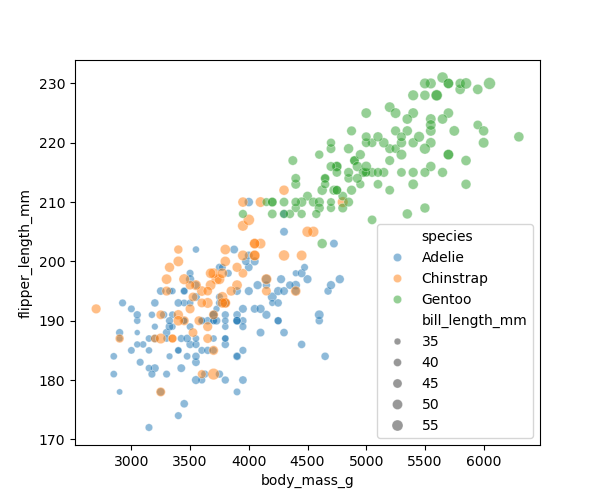 230
220
210
200
190
180
170
flipper_length_mm
species
Adelie
Chinstrap
Gentoo
bill_length_mm
35
40
45
50
55
3000 3500 4000 4500 5000 5500 6000
body_mass_g